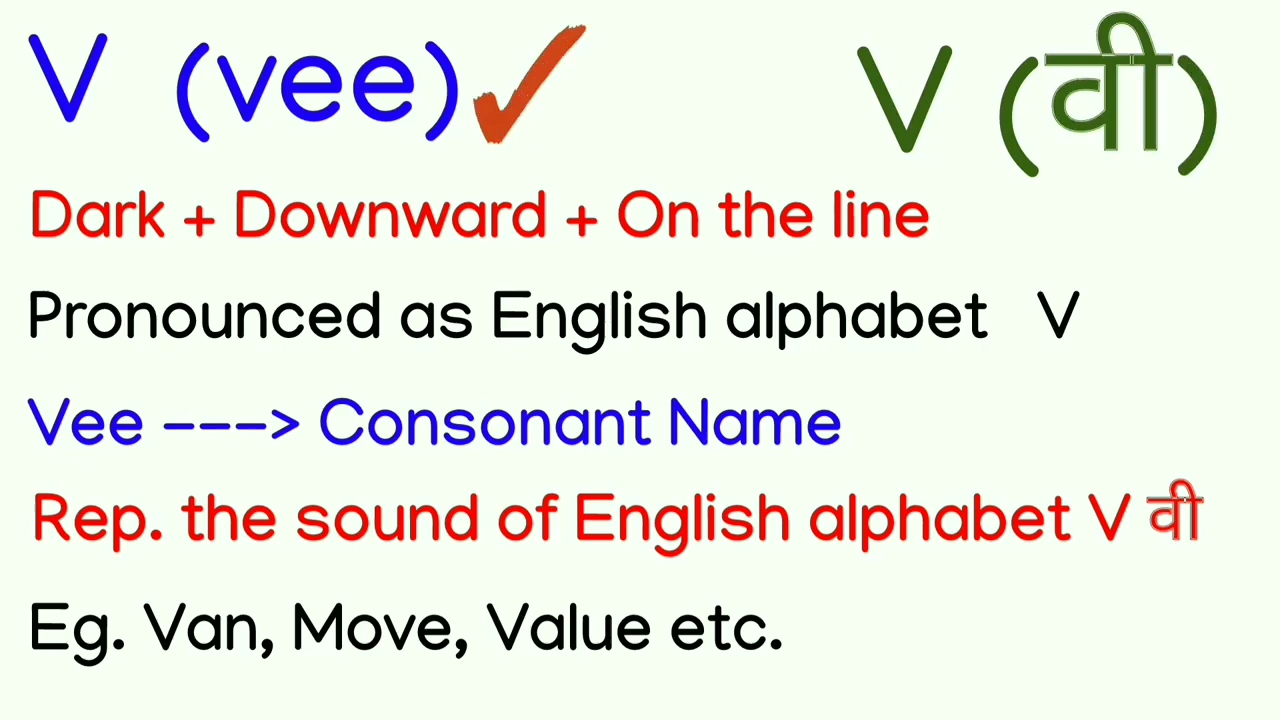 V (vee) V (वी)
Dark + Downward + On the line
Pronounced as English alphabet V
Vee ---> Consonant Name
Rep. the sound of English alphabet V वी
Eg. Van, Move, Value etc.